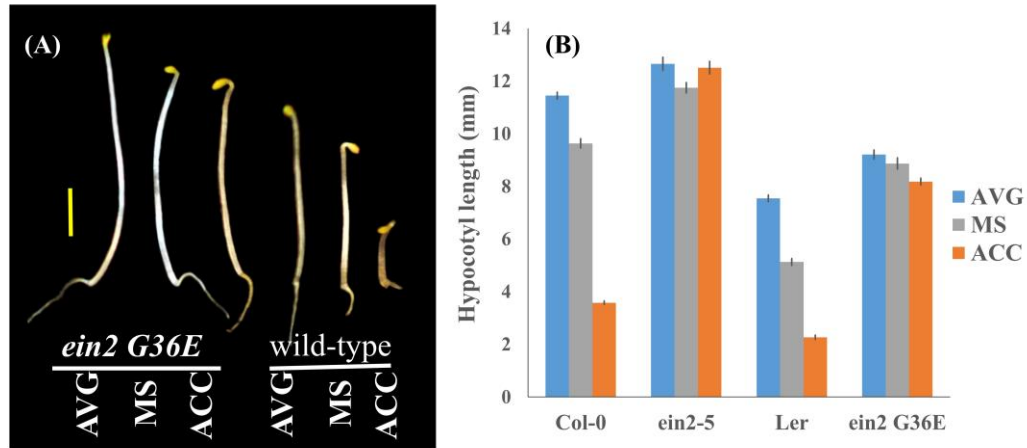 (A)
ein2 G36E
wild-type
AVG
MS
ACC
AVG
MS
ACC
(B)
Hypocotyl length (mm)
14
12
10
8
6
4
2
0
Col-0
ein2-5
Ler
ein2 G36E
AVG
MS
ACC